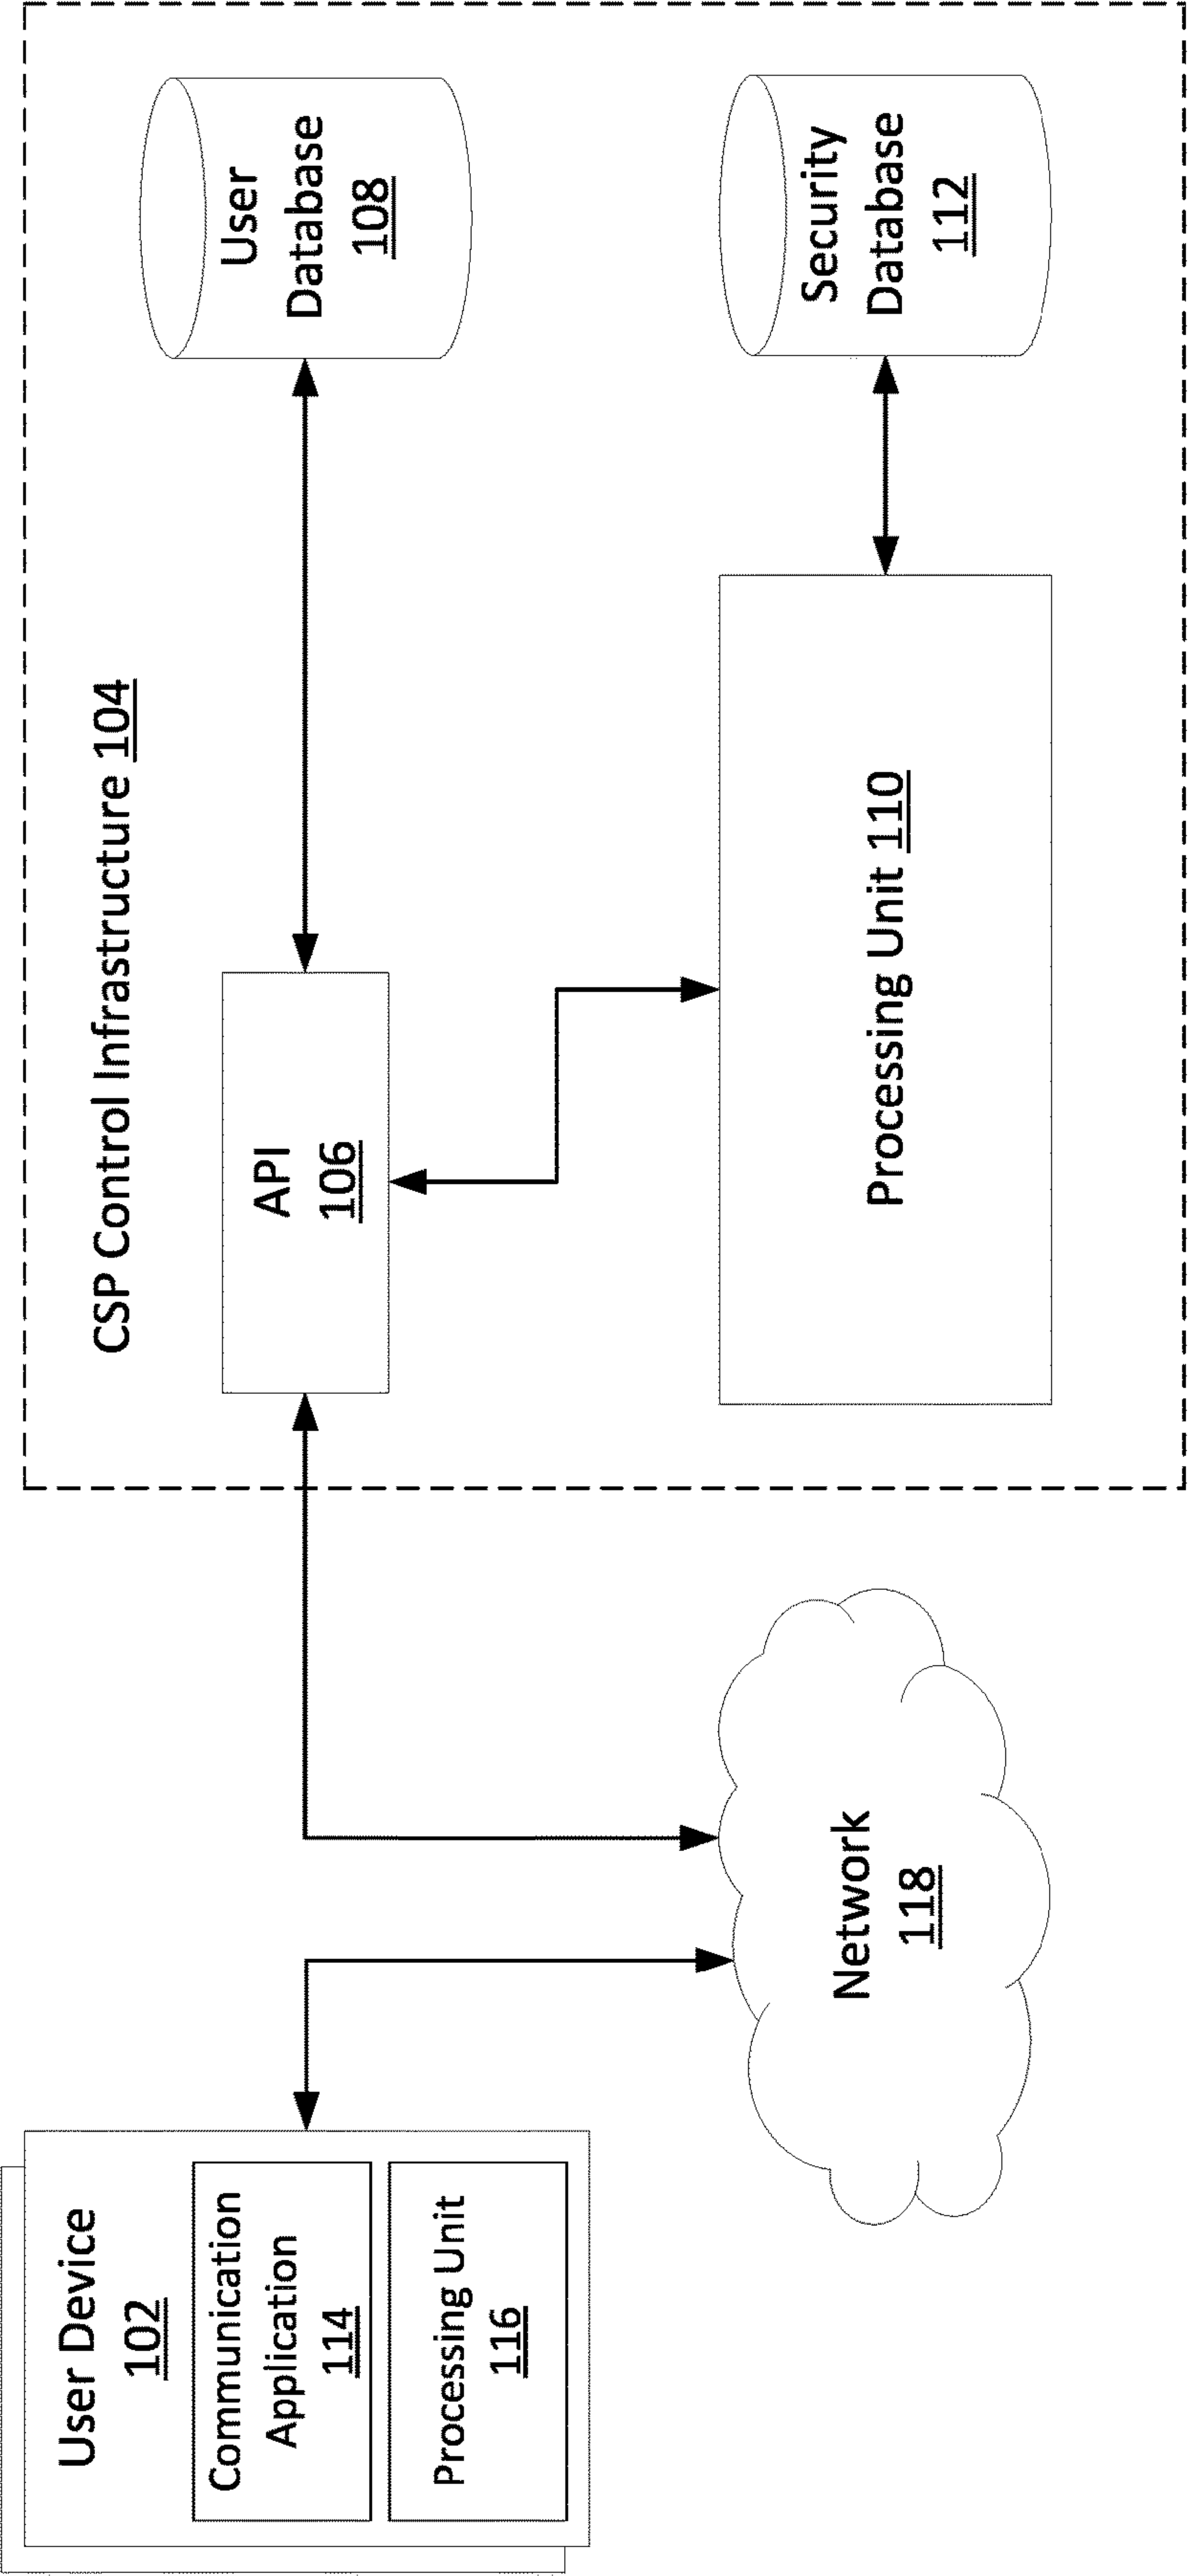 User Device
102
Communication
Application
114
Processing Unit
116
Network
118
CSP Control Infrastructure 104
API
106
User
Database
108
Processing Unit 110
Security
Database
112